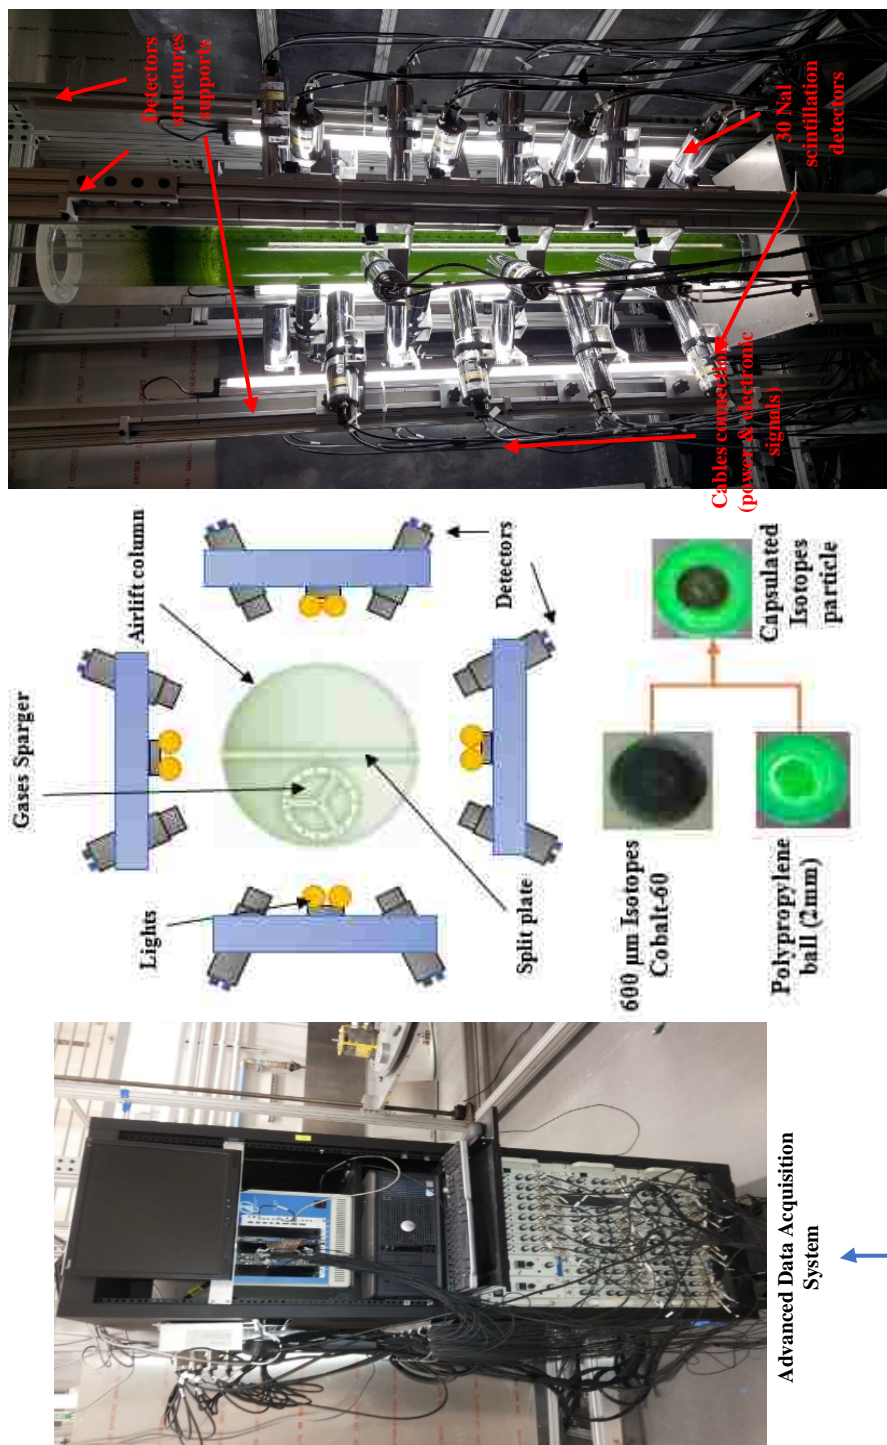 Detectors
structures
supports
30 NaI
scintillation
detectors
Cables connection
(power & electronic
signals)
Gases Sparger
Airlift column
Detectors
Lights
Split plate
600 µm Isotopes
Cobalt-60
Polypropylene
ball (2mm)
Capsulated
Isotopes
particle
Advanced Data Acquisition
System